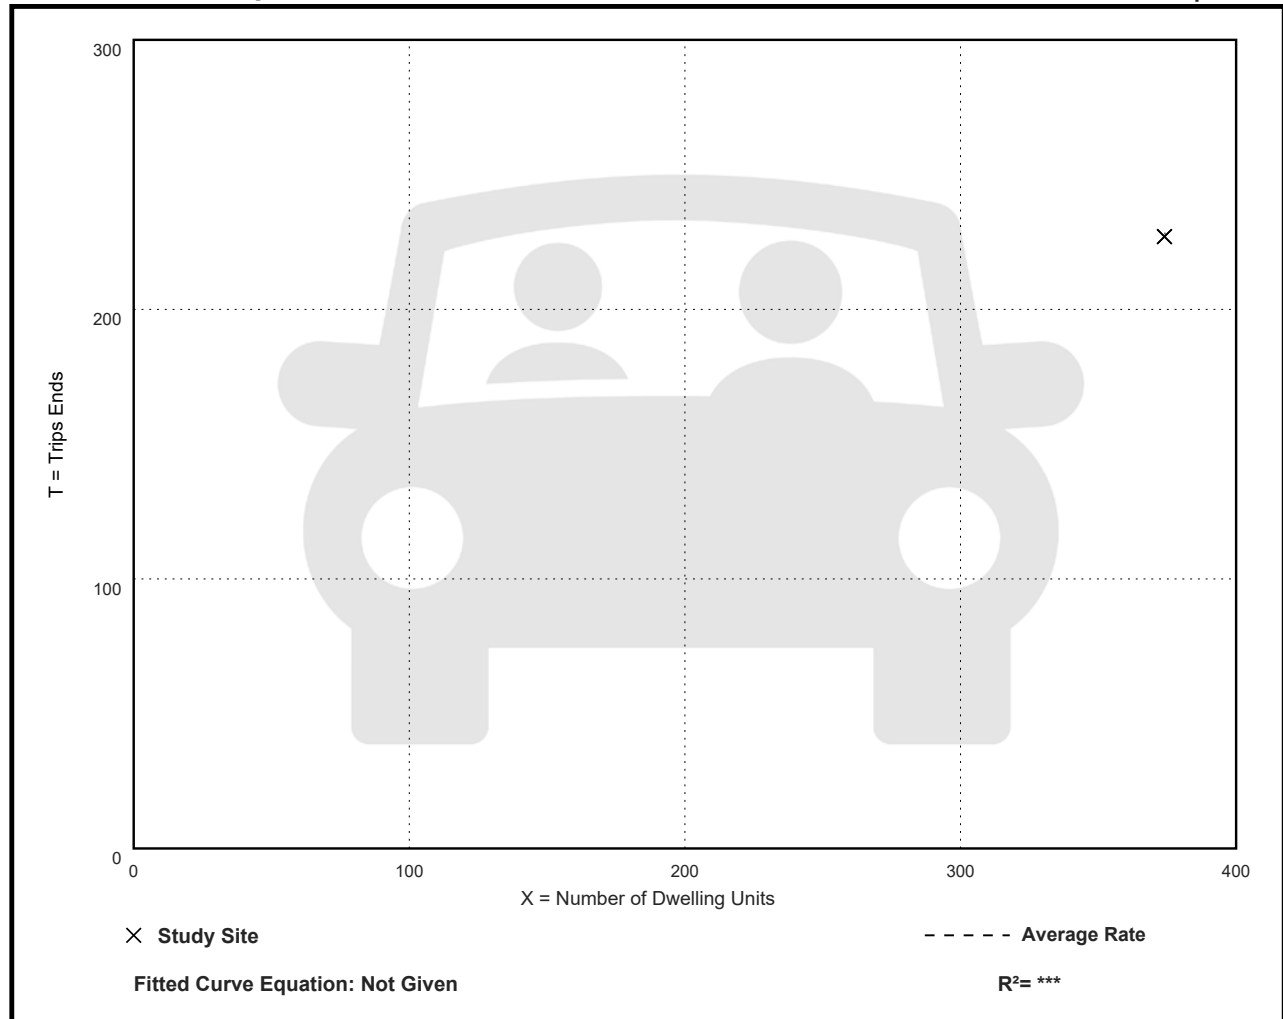 300
200
100
0
T = Trips Ends
0 100 200 300 400
X = Number of Dwelling Units
Study Site
Average Rate
Fitted Curve Equation: Not Given
R²= ***